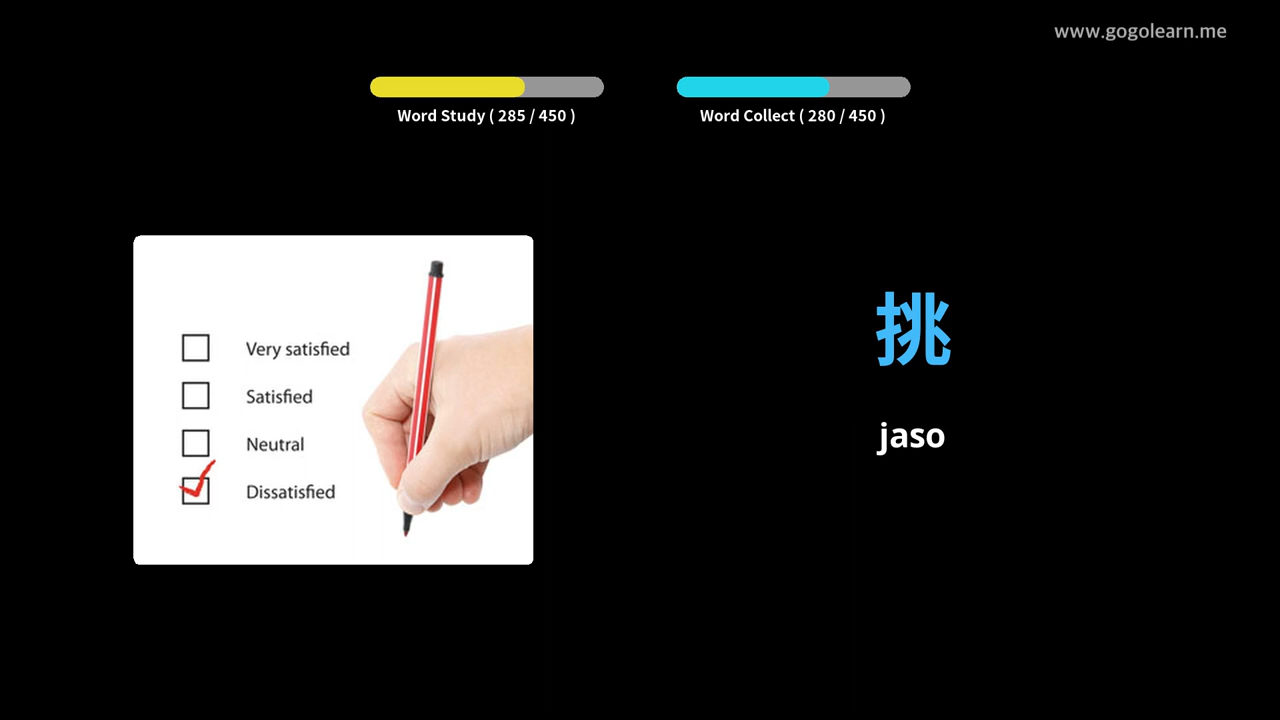 www.gogolearn.me
Word Study ( 285 / 450 )
Word Collect ( 280 / 450 )
Very satisfied
Satisfied
Neutral
Dissatisfied
挑
jaso